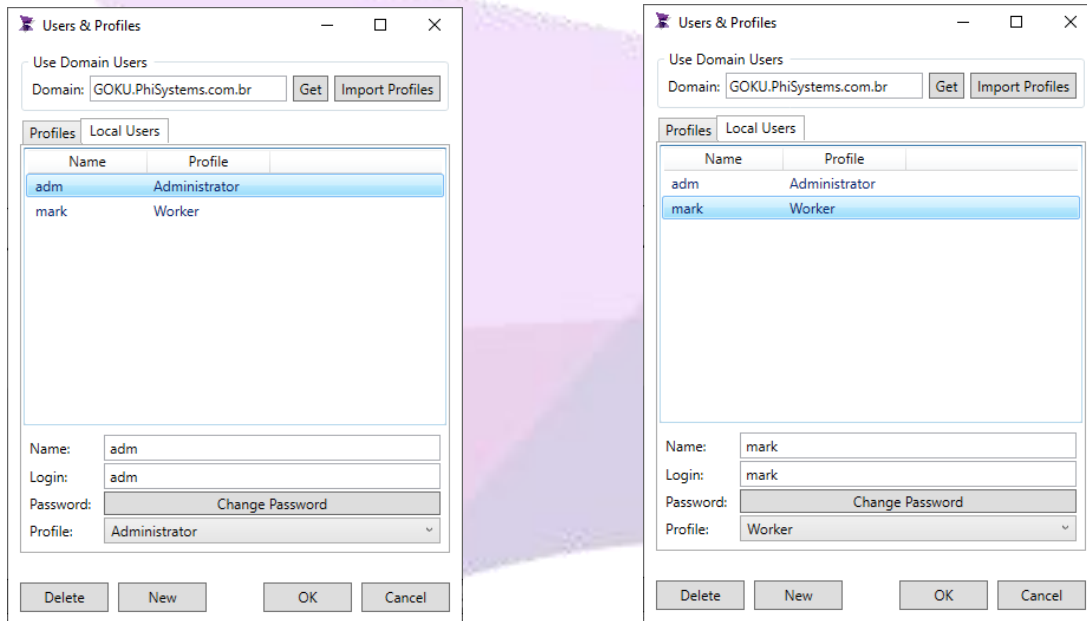 Users & Profiles
Use Domain Users
Domain: GOKU.PhiSystems.com.br Get Import Profiles
Profiles Local Users
Name Profile
adm Administrator
mark Worker
Name: adm
Login: adm
Password: Change Password
Profile: Administrator
Delete New OK Cancel
Users & Profiles
Use Domain Users
Domain: GOKU.PhiSystems.com.br Get Import Profiles
Profiles Local Users
Name Profile
adm Administrator
mark Worker
Name: mark
Login: mark
Password: Change Password
Profile: Worker
Delete New OK Cancel